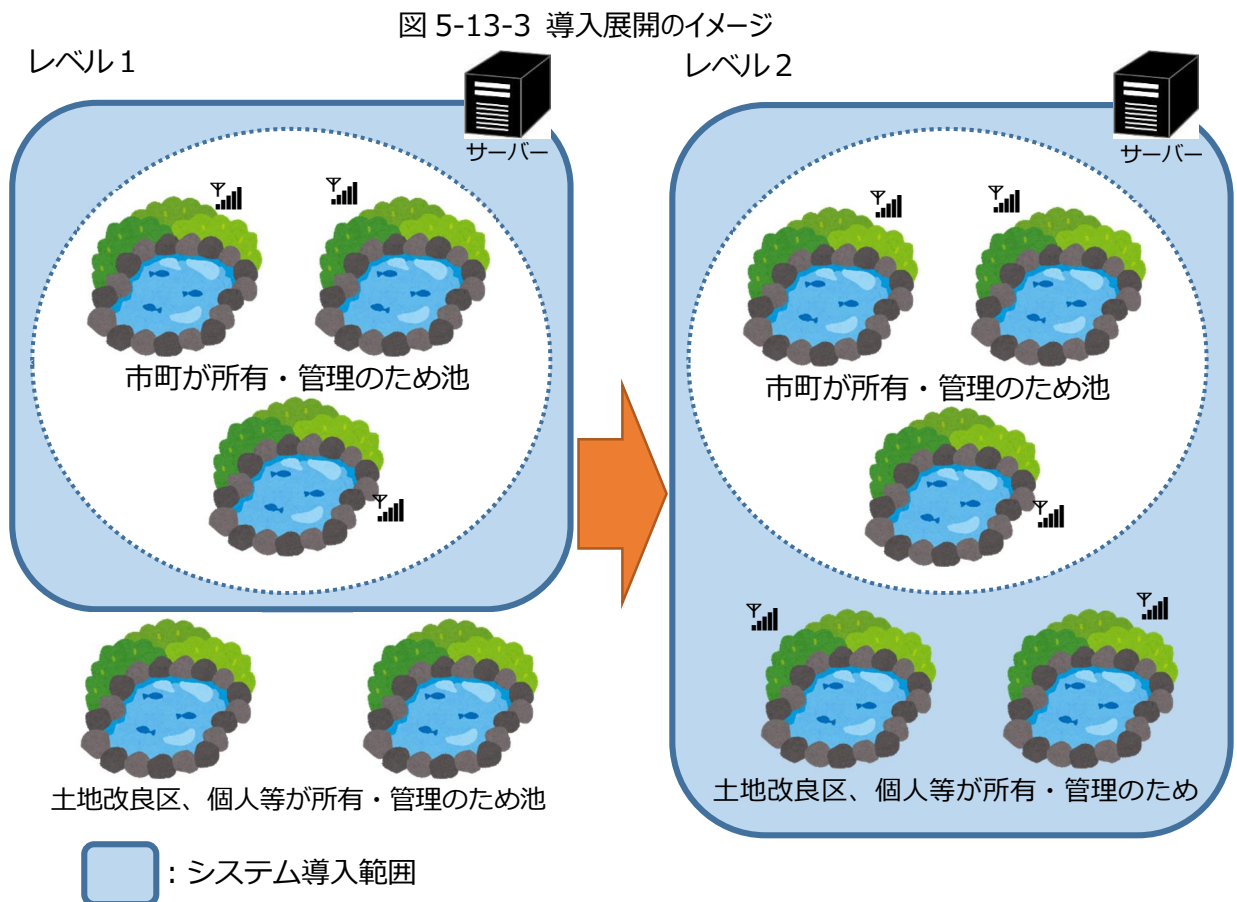 図 5-13-3 導入展開のイメージ
レベル１
サーバー
市町が所有・管理のため池
土地改良区、個人等が所有・管理のため池
レベル２
サーバー
市町が所有・管理のため池
土地改良区、個人等が所有・管理のため
：システム導入範囲